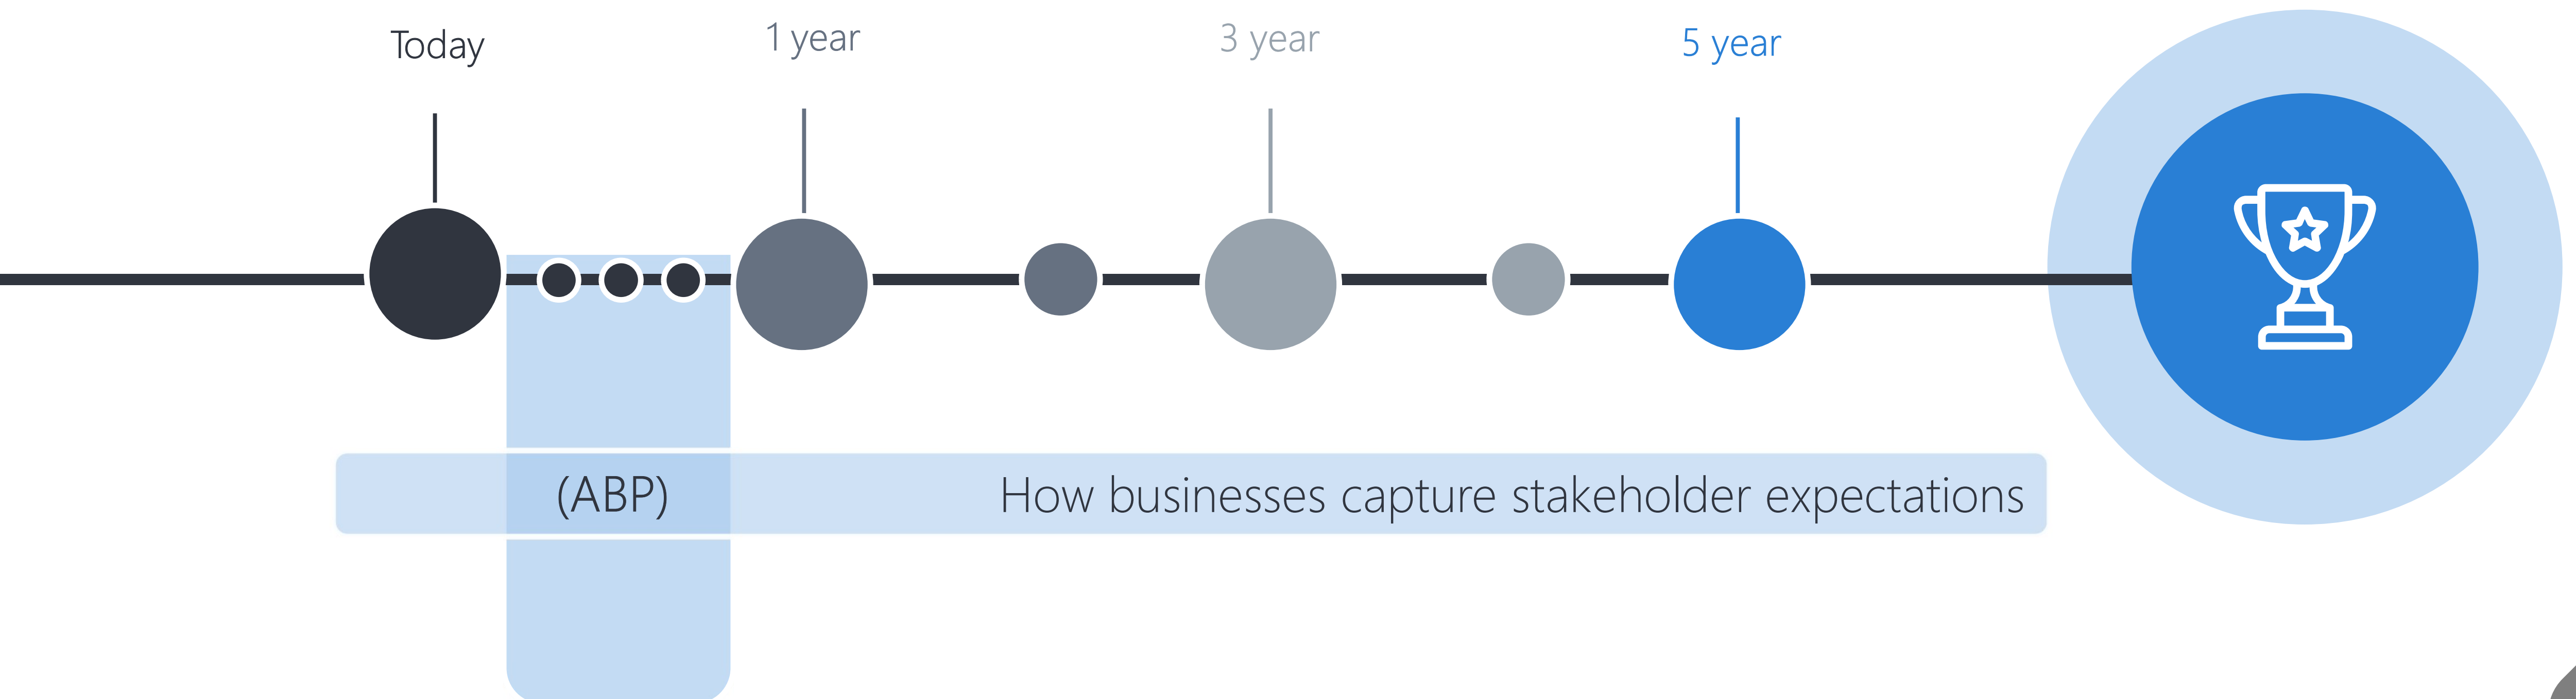 Today
1 year
3 year
5 year
(ABP)
How businesses capture stakeholder expectations